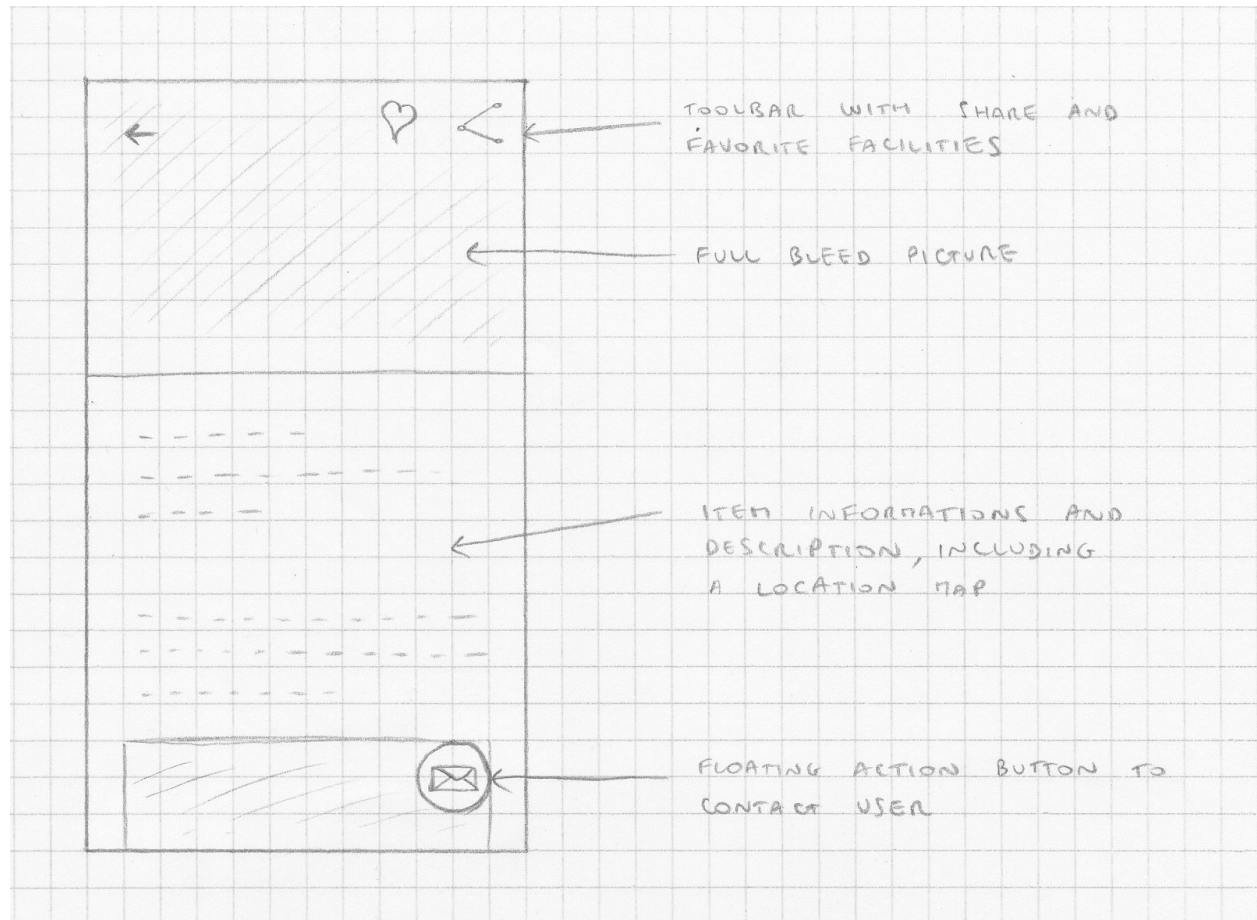 TOOLBAR WITH SHARE AND
FAVORITE FACILITIES
FULL BLEED PICTURE
ITEM INFORMATIONS AND
DESCRIPTION, INCLUDING
A LOCATION MAP
FLOATING ACTION BUTTON TO
CONTACT USER